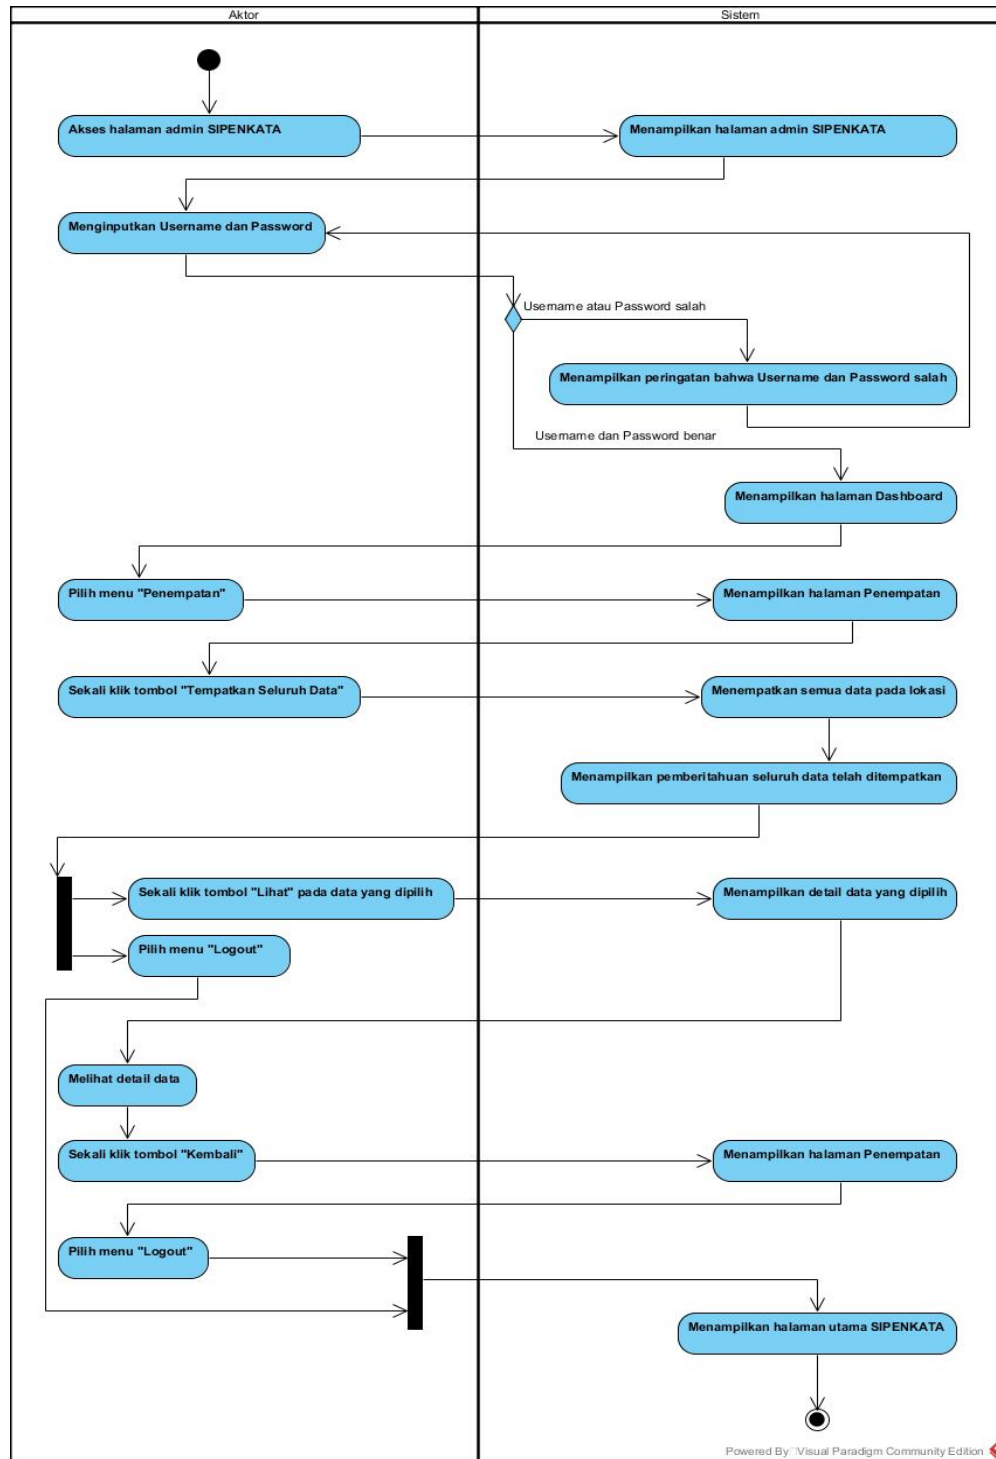 Aktor
Sistem
Akses halaman admin SIPENKATA
Menampilkan halaman admin SIPENKATA
Menginputkan Username dan Password
Username atau Password salah
Menampilkan peringatan bahwa Username dan Password salah
Username dan Password benar
Menampilkan halaman Dashboard
Pilih menu "Penempatan"
Menampilkan halaman Penempatan
Sekali klik tombol "Tempatkan Seluruh Data"
Menempatkan semua data pada lokasi
Menampilkan pemberitahuan seluruh data telah ditempatkan
Sekali klik tombol "Lihat" pada data yang dipilih
Menampilkan detail data yang dipilih
Pilih menu "Logout"
Melihat detail data
Sekali klik tombol "Kembali"
Menampilkan halaman Penempatan
Pilih menu "Logout"
Menampilkan halaman utama SIPENKATA
Powered By Visual Paradigm Community Edition